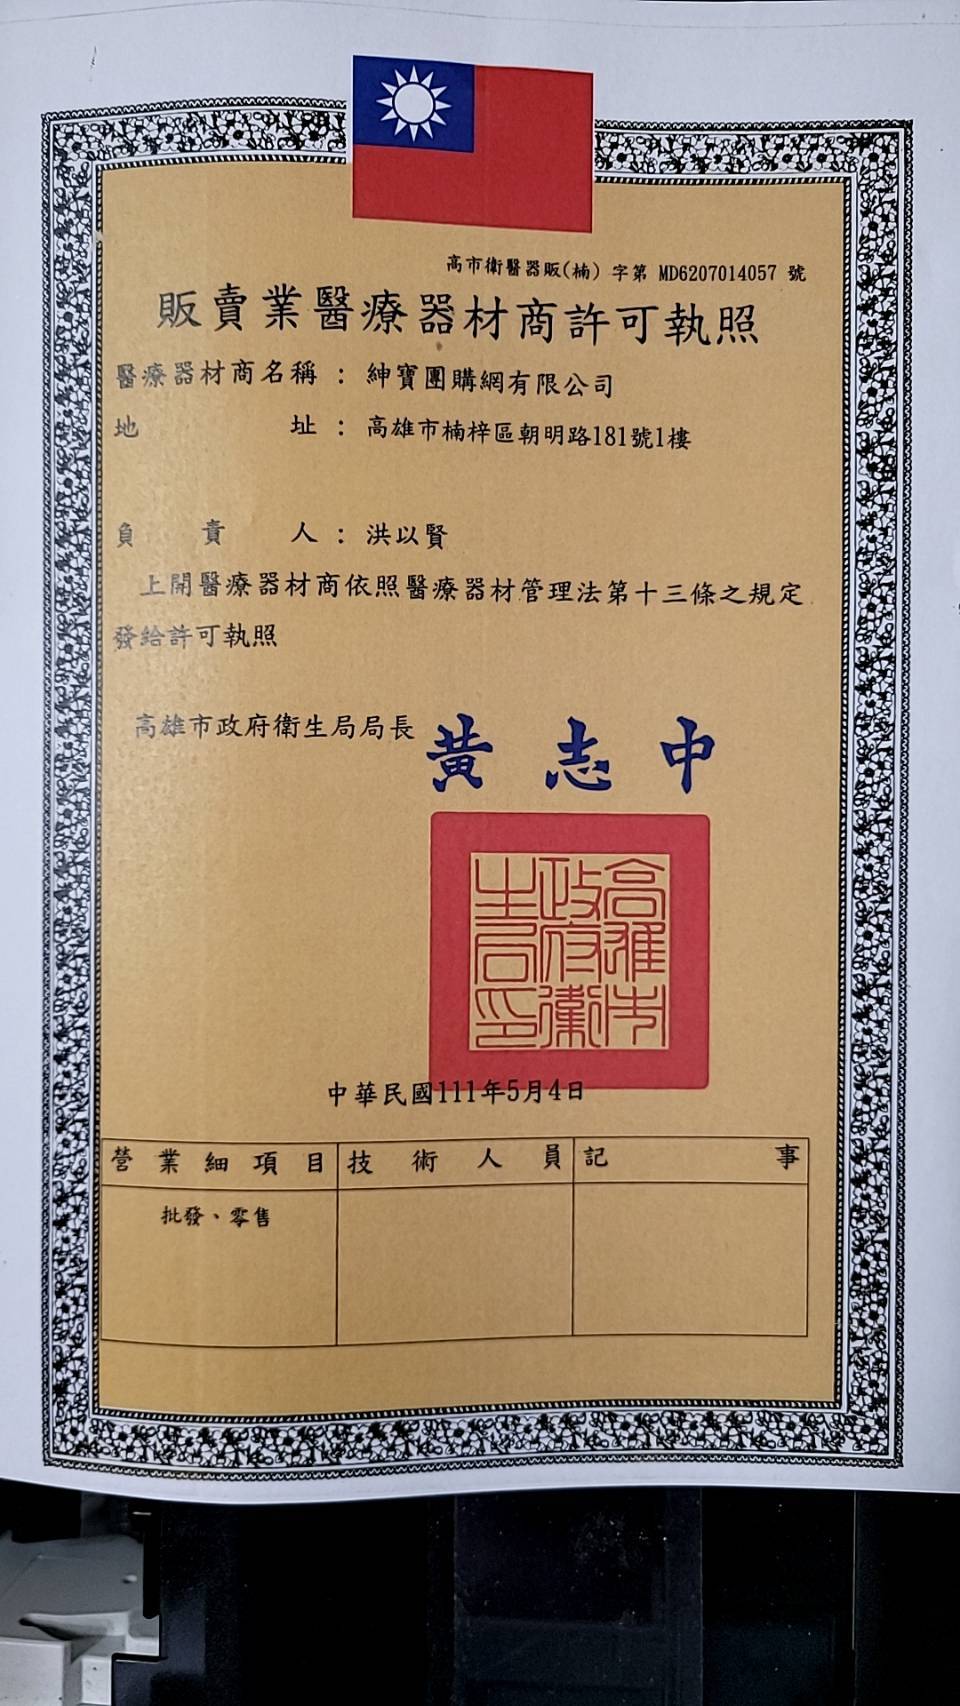 高市衛醫器販(楠) 字第 MD6207014057 號
販賣業醫療器材商許可執照
醫療器材商名稱：紳寶團購網有限公司
地址：高雄市楠梓區朝明路181號1樓
負責人：洪以賢
上開醫療器材商依照醫療器材管理法第十三條之規定
發給許可執照
高雄市政府衛生局局長 黃志中
高雄市政府衛生局印
中華民國111年5月4日
營業細項目 技術人員 記事
批發、零售